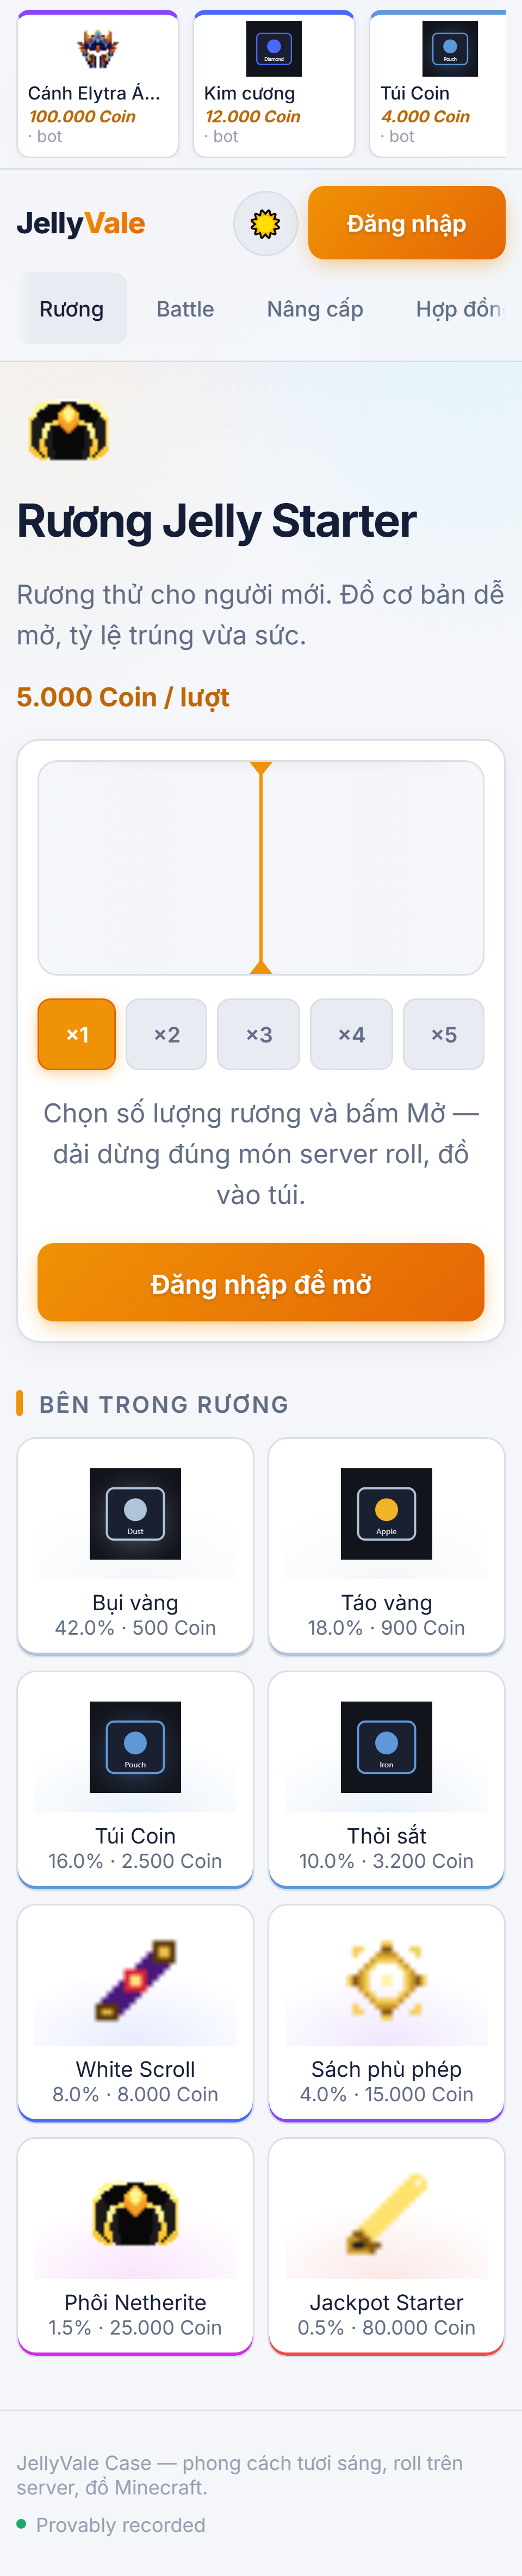 Cánh Elytra Á...
100.000 Coin
· bot
Diamond
Kim cương
12.000 Coin
· bot
Pouch
Túi Coin
4.000 Coin
· bot
JellyVale
Đăng nhập
Rương Battle Nâng cấp Hợp đồng
Rương Jelly Starter
Rương thử cho người mới. Đồ cơ bản dễ
mở, tỷ lệ trúng vừa sức.
5.000 Coin / lượt
×1 ×2 ×3 ×4 ×5
Chọn số lượng rương và bấm Mở —
dải dừng đúng món server roll, đồ
vào túi.
Đăng nhập để mở
BÊN TRONG RƯƠNG
Dust
Bụi vàng
42.0% · 500 Coin
Apple
Táo vàng
18.0% · 900 Coin
Pouch
Túi Coin
16.0% · 2.500 Coin
Iron
Thỏi sắt
10.0% · 3.200 Coin
White Scroll
8.0% · 8.000 Coin
Sách phù phép
4.0% · 15.000 Coin
Phôi Netherite
1.5% · 25.000 Coin
Jackpot Starter
0.5% · 80.000 Coin
JellyVale Case — phong cách tươi sáng, roll trên
server, đồ Minecraft.
Provably recorded